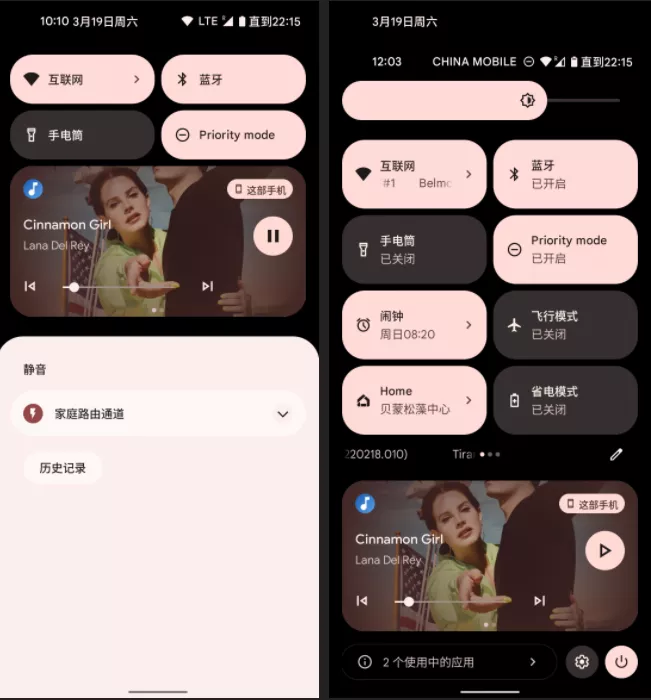 10:10 3月19日周六
LTE
直到22:15
互联网
蓝牙
手电筒
Priority mode
这部手机
Cinnamon Girl
Lana Del Rey
静音
家庭路由通道
历史记录
3月19日周六
12:03
CHINA MOBILE
直到22:15
互联网
#1 Belmo
蓝牙
已开启
手电筒
已关闭
Priority mode
已开启
闹钟
周日08:20
飞行模式
已关闭
Home
贝蒙松藻中心
省电模式
已关闭
220218.010)
Tira
这部手机
Cinnamon Girl
Lana Del Rey
2 个使用中的应用